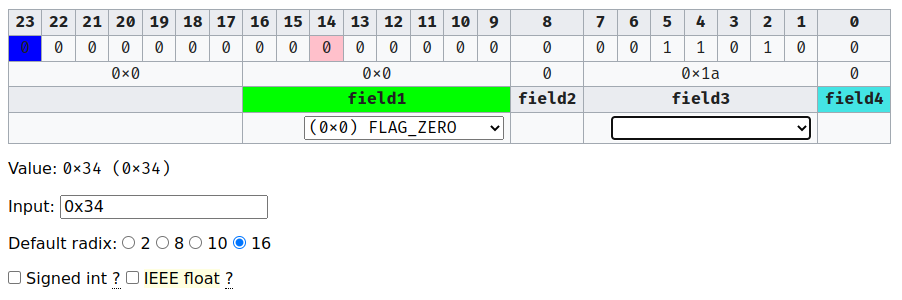 23 22 21 20 19 18 17 16 15 14 13 12 11 10 9 8 7 6 5 4 3 2 1 0
0 0 0 0 0 0 0 0 0 0 0 0 0 0 0 0 0 0 1 1 0 1 0 0
0×0 0×0 0 0×1a 0
field1 field2 field3 field4
(0×0) FLAG_ZERO
Value: 0×34 (0×34)
Input: 0x34
Default radix: 2 8 10 16
Signed int ? IEEE float ?